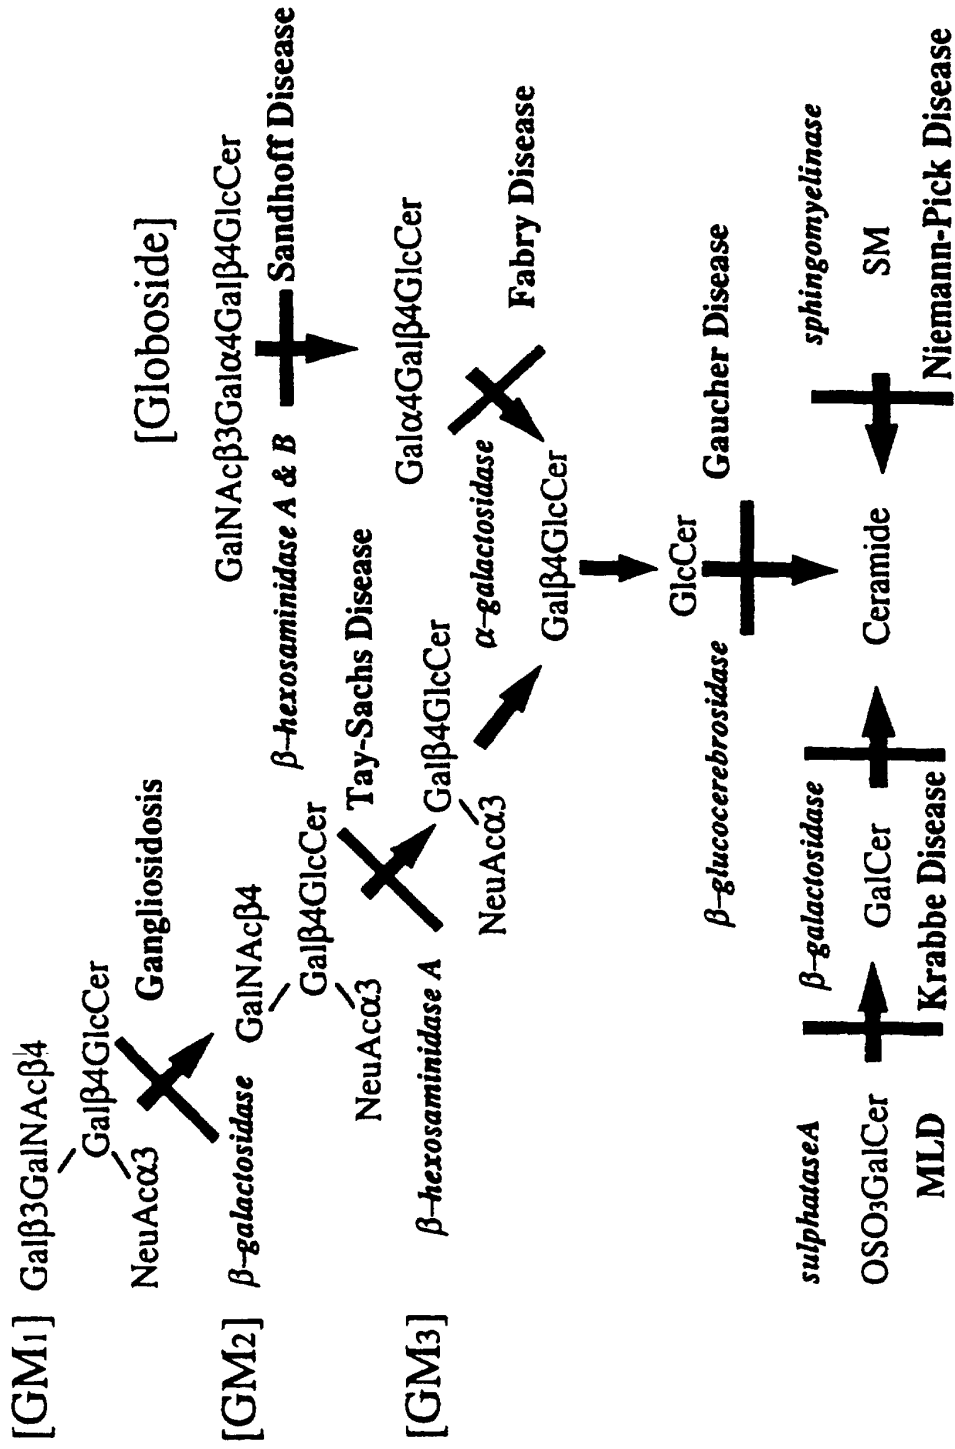 [GM1] Galβ3GalNAcβ4
Galβ4GlcCer
NeuAcα3
Gangliosidosis
[Globoside]
GalNAcβ3Galα4Galβ4GlcCer
[GM2] β-galactosidase
GalNAcβ4
Galβ4GlcCer
NeuAcα3
β-hexosaminidase A & B
Sandhoff Disease
Tay-Sachs Disease
[GM3]
β-hexosaminidase A
Galβ4GlcCer
NeuAcα3
Galα4Galβ4GlcCer
α-galactosidase
Fabry Disease
Galβ4GlcCer
GlcCer
β-glucocerebrosidase
Gaucher Disease
sulphataseA
β-galactosidase
sphingomyelinase
OSO3GalCer
GalCer
Ceramide
SM
MLD
Krabbe Disease
Niemann-Pick Disease